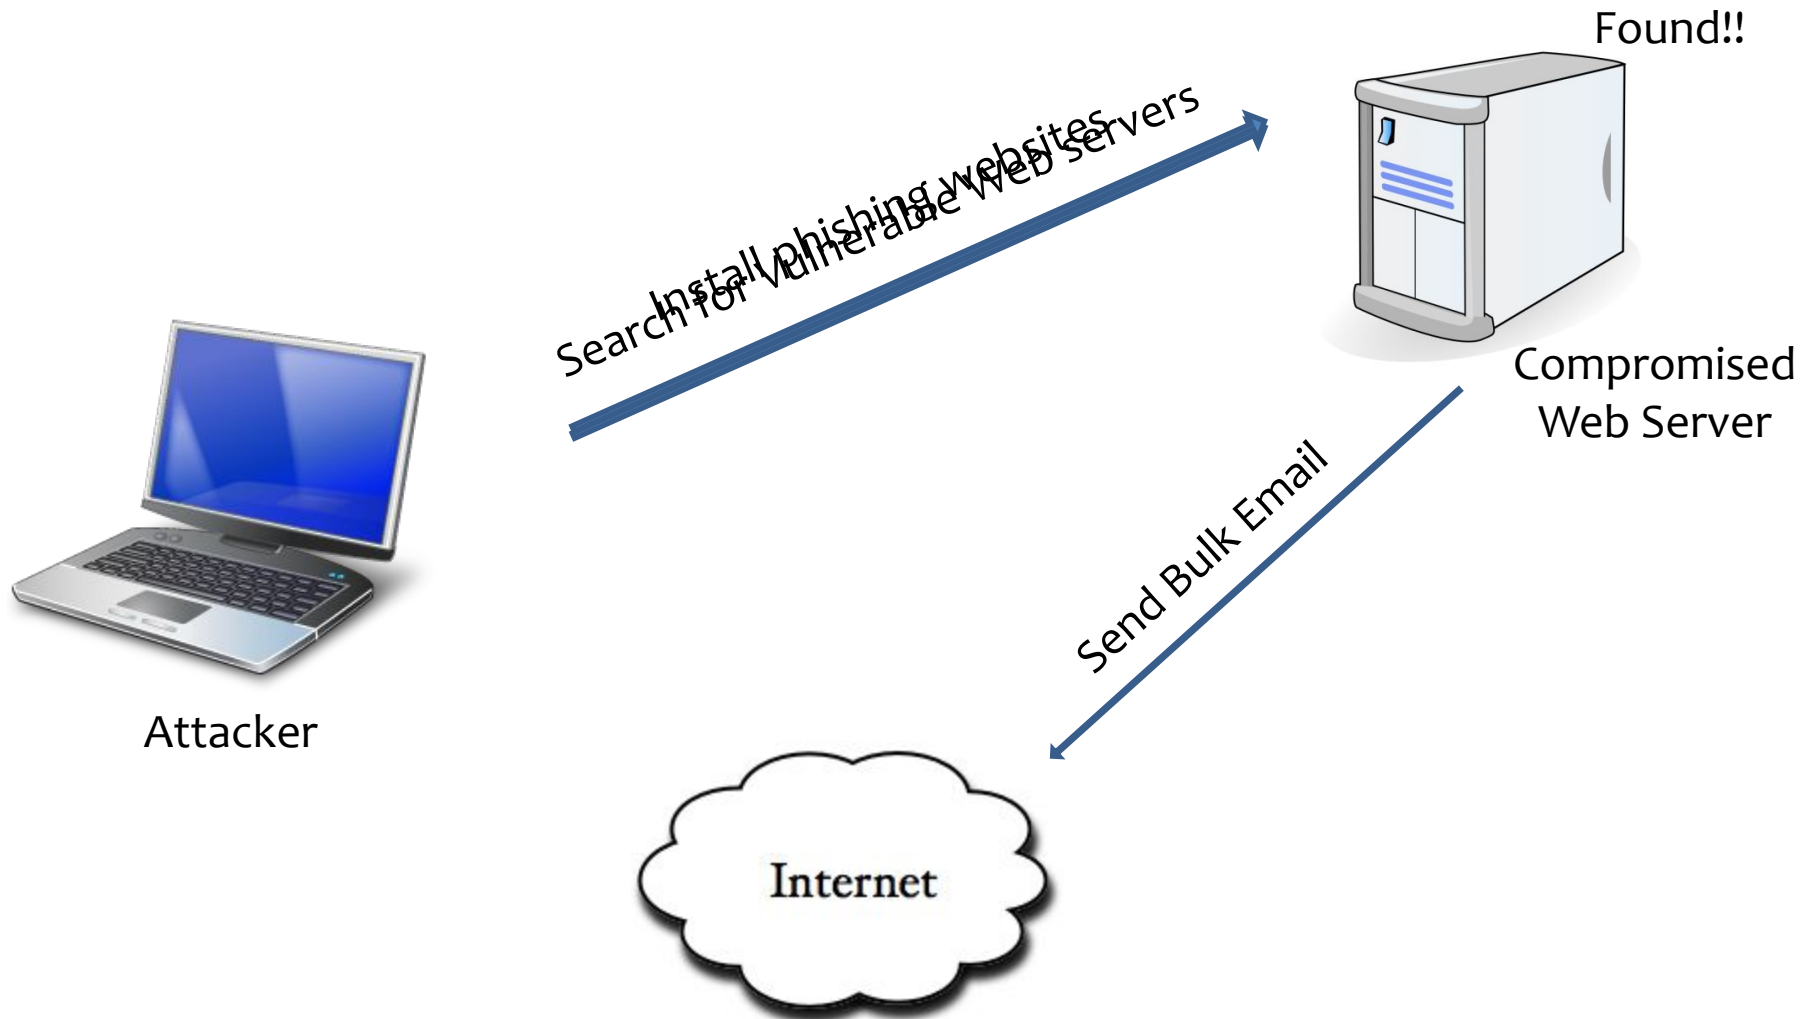 Found!!
Install phishing websites
Search for Vulnerable Web servers
Compromised
Web Server
Send Bulk Email
Attacker
Internet